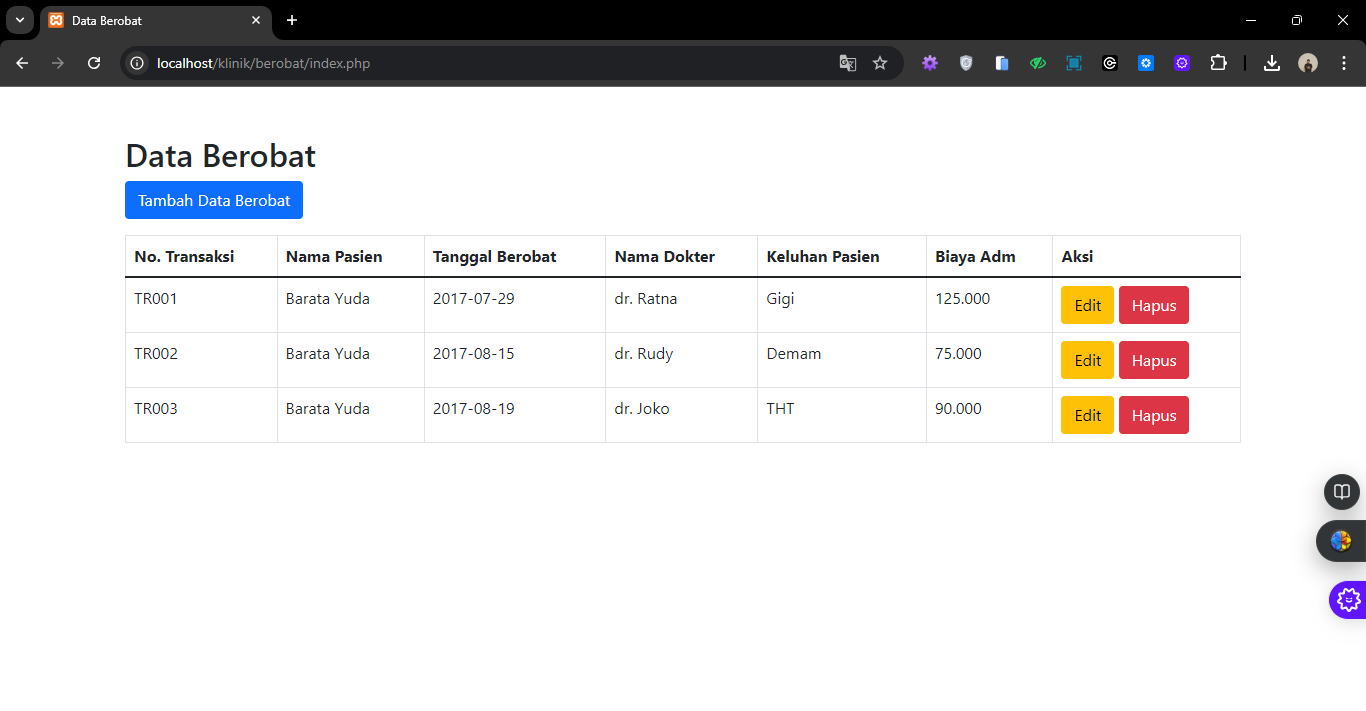 Data Berobat
localhost/klinik/berobat/index.php
Data Berobat
Tambah Data Berobat
No. Transaksi Nama Pasien Tanggal Berobat Nama Dokter Keluhan Pasien Biaya Adm Aksi
TR001 Barata Yuda 2017-07-29 dr. Ratna Gigi 125.000 Edit Hapus
TR002 Barata Yuda 2017-08-15 dr. Rudy Demam 75.000 Edit Hapus
TR003 Barata Yuda 2017-08-19 dr. Joko THT 90.000 Edit Hapus